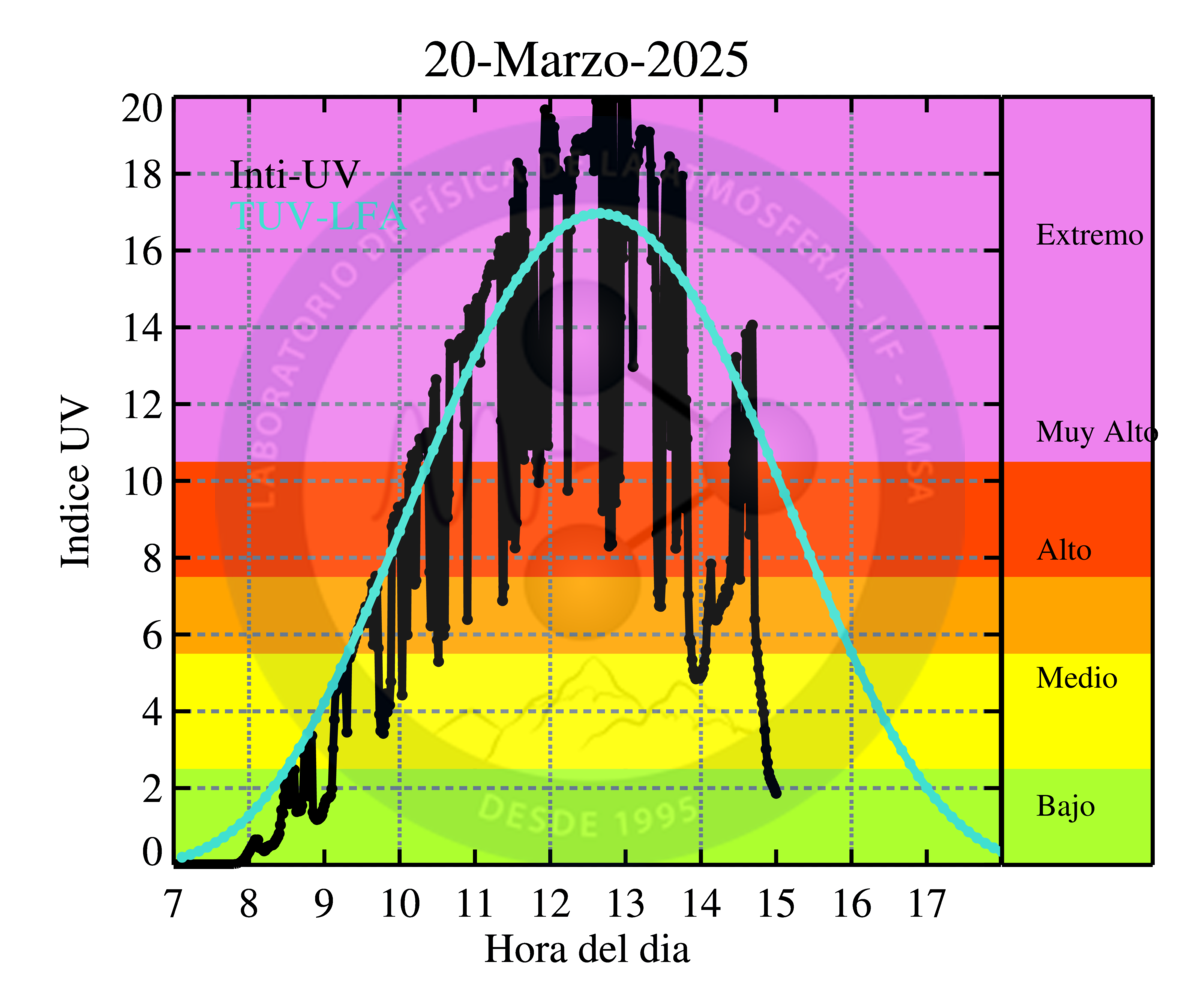 20-Marzo-2025
20
18
16
14
12
10
8
6
4
2
0
Indice UV
Inti-UV
TUV-LFA
LABORATORIO DE FÍSICA DE LA ATMÓSFERA - IIF - UMSA
DESDE 1995
Extremo
Muy Alto
Alto
Medio
Bajo
7 8 9 10 11 12 13 14 15 16 17
Hora del dia